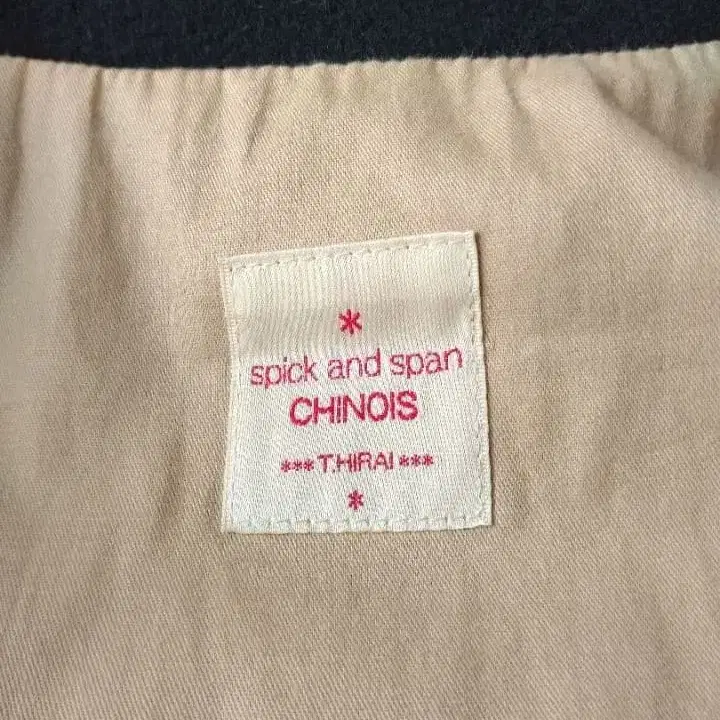 *
spick and span
CHINOIS
***T.HIRAI***
*